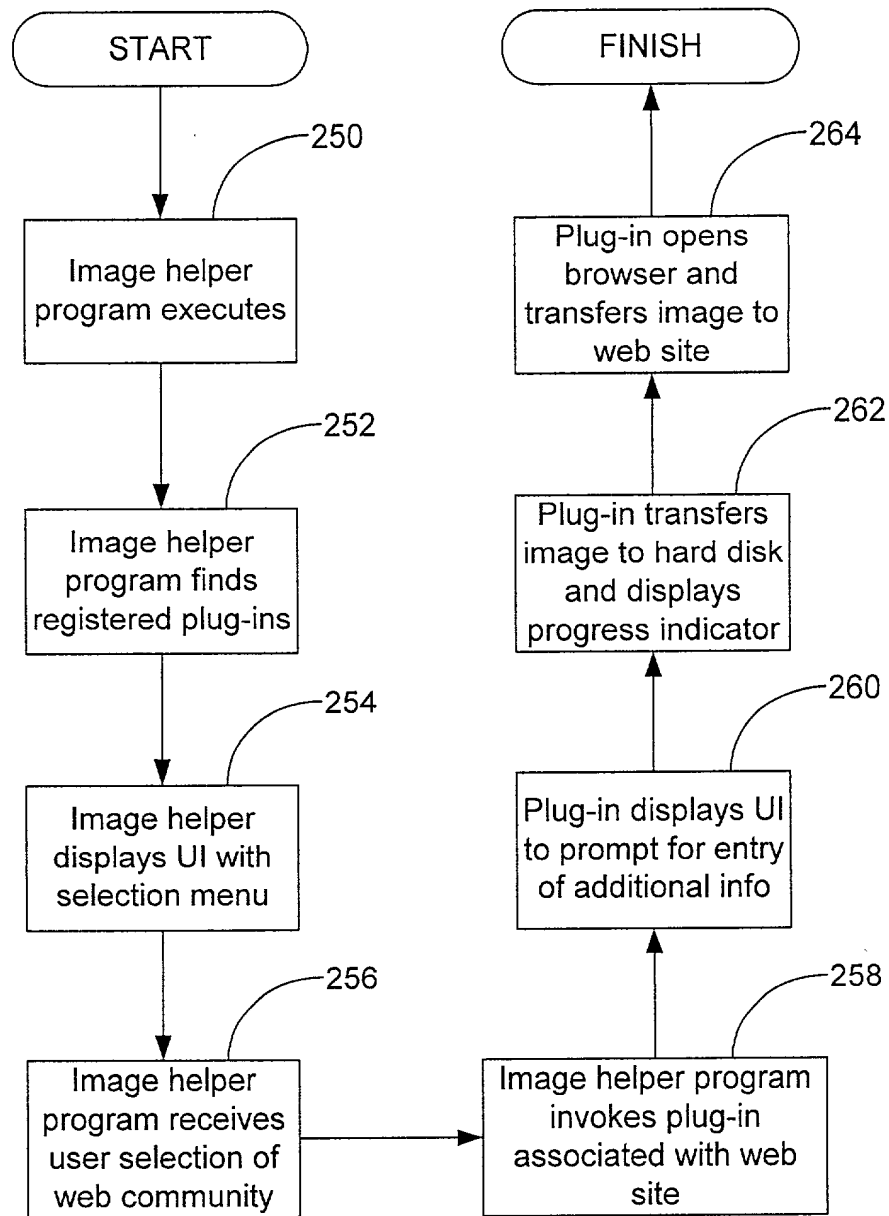 START
250
Image helper
program executes
252
Image helper
program finds
registered plug-ins
254
Image helper
displays UI with
selection menu
256
Image helper
program receives
user selection of
web community
258
Image helper program
invokes plug-in
associated with web
site
260
Plug-in displays UI
to prompt for entry
of additional info
262
Plug-in transfers
image to hard disk
and displays
progress indicator
264
Plug-in opens
browser and
transfers image to
web site
FINISH